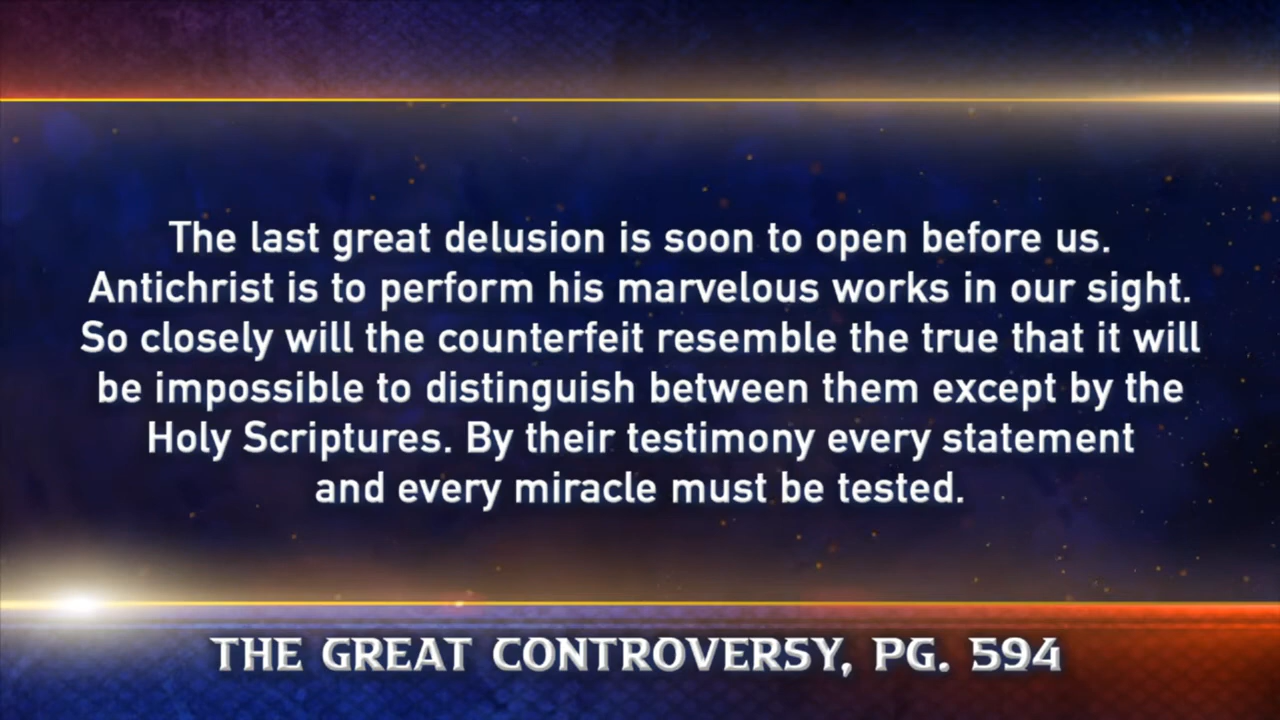 The last great delusion is soon to open before us.
Antichrist is to perform his marvelous works in our sight.
So closely will the counterfeit resemble the true that it will
be impossible to distinguish between them except by the
Holy Scriptures. By their testimony every statement
and every miracle must be tested.
THE GREAT CONTROVERSY, PG. 594